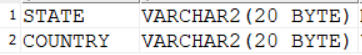 1 STATE VARCHAR2(20 BYTE)
2 COUNTRY VARCHAR2(20 BYTE)